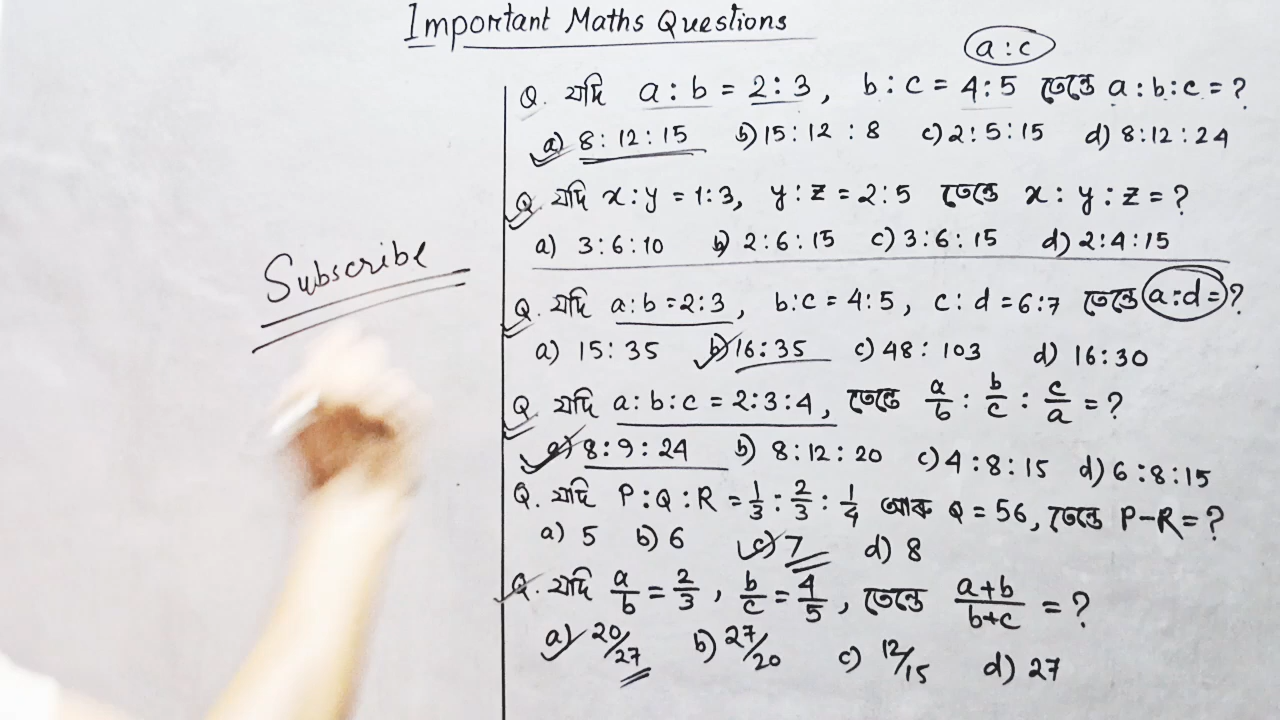 Important Maths Questions
a : c
Q. যদি a : b = 2 : 3, b : c = 4 : 5 তেন্তে a : b : c = ?
a) 8 : 12 : 15 b) 15 : 12 : 8 c) 2 : 5 : 15 d) 8 : 12 : 24
Q. যদি x : y = 1 : 3, y : z = 2 : 5 তেন্তে x : y : z = ?
a) 3 : 6 : 10 b) 2 : 6 : 15 c) 3 : 6 : 15 d) 2 : 4 : 15
Subscribe
Q. যদি a : b = 2 : 3, b : c = 4 : 5, c : d = 6 : 7 তেন্তে a : d = ?
a) 15 : 35 b) 16 : 35 c) 48 : 103 d) 16 : 30
Q. যদি a : b : c = 2 : 3 : 4, তেন্তে a/b : b/c : c/a = ?
a) 8 : 9 : 24 b) 8 : 12 : 20 c) 4 : 8 : 15 d) 6 : 8 : 15
Q. যদি P : Q : R = 1/3 : 2/3 : 1/4 আৰু Q = 56, তেন্তে P - R = ?
a) 5 b) 6 c) 7 d) 8
Q. যদি a/b = 2/3, b/c = 4/5, তেন্তে a+b/b+c = ?
a) 20/27 b) 27/20 c) 12/15 d) 27